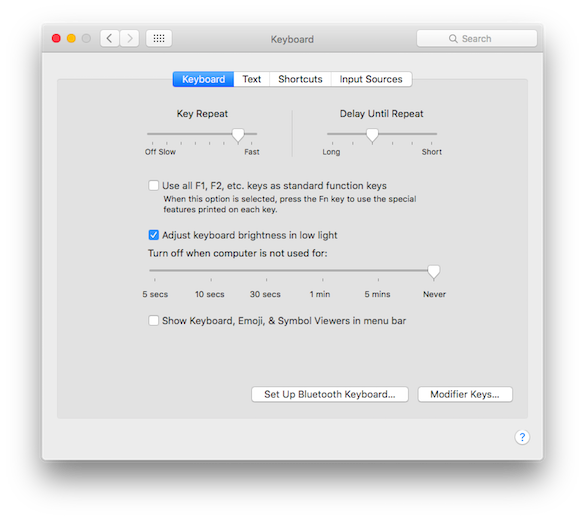 Keyboard
Search
Keyboard Text Shortcuts Input Sources
Key Repeat
Delay Until Repeat
Off Slow Fast
Long Short
Use all F1, F2, etc. keys as standard function keys
When this option is selected, press the Fn key to use the special
features printed on each key.
Adjust keyboard brightness in low light
Turn off when computer is not used for:
5 secs 10 secs 30 secs 1 min 5 mins Never
Show Keyboard, Emoji, & Symbol Viewers in menu bar
Set Up Bluetooth Keyboard... Modifier Keys...
?